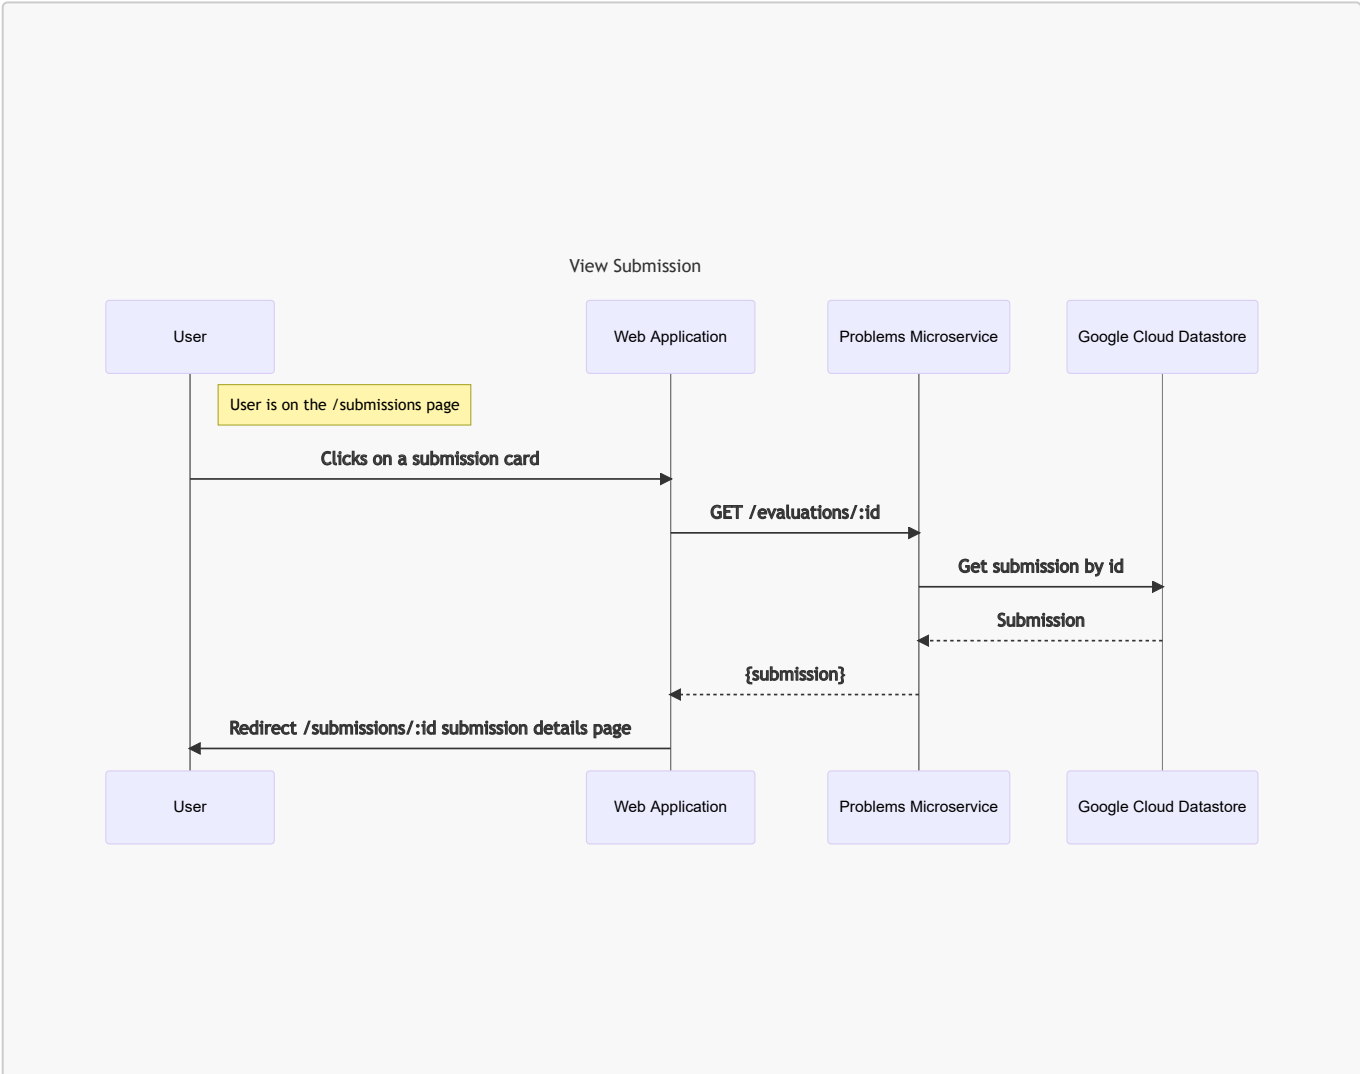 View Submission
User
Web Application
Problems Microservice
Google Cloud Datastore
User is on the /submissions page
Clicks on a submission card
GET /evaluations/:id
Get submission by id
Submission
{submission}
Redirect /submissions/:id submission details page
User
Web Application
Problems Microservice
Google Cloud Datastore